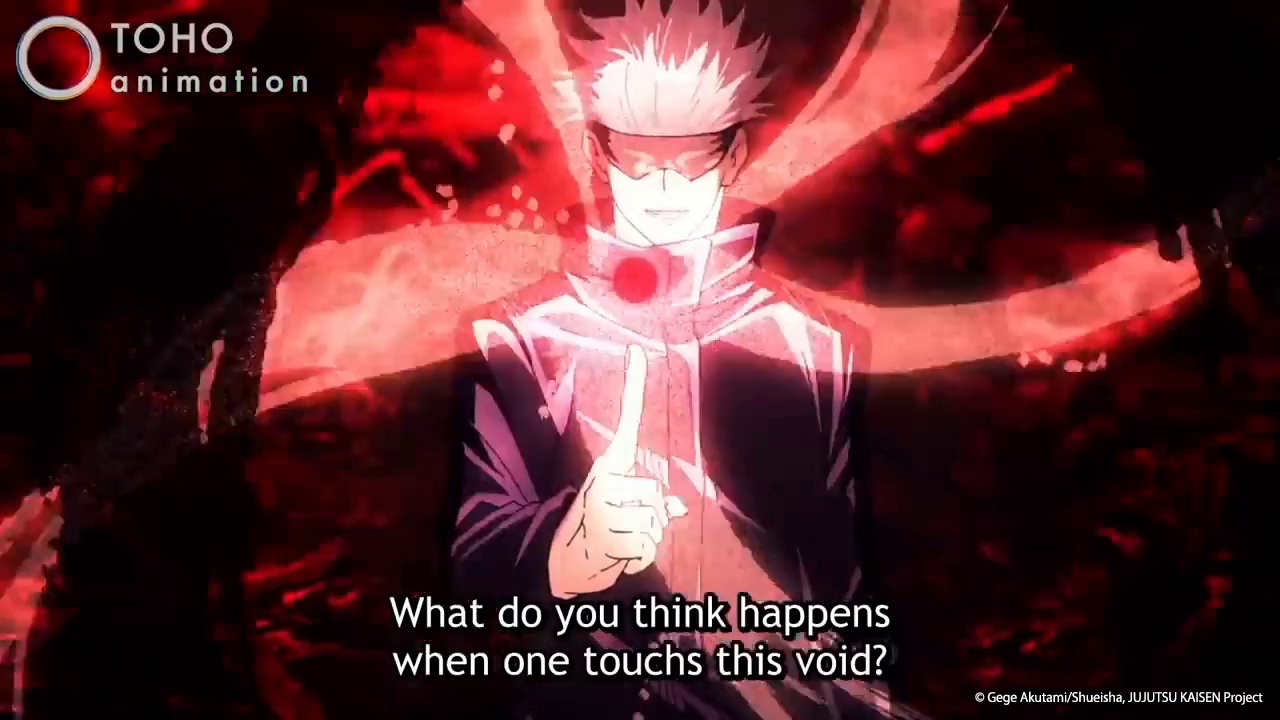 TOHO
animation
What do you think happens
when one touchs this void?
© Gege Akutami/Shueisha, JUJUTSU KAISEN Project